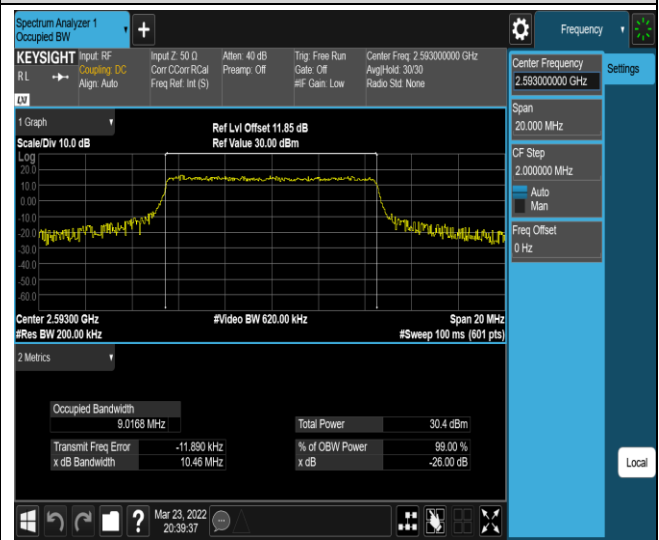 Spectrum Analyzer 1
Occupied BW
+
Frequency
KEYSIGHT Input: RF Input Z: 50 Ω Atten: 40 dB Trig: Free Run Center Freq: 2.593000000 GHz
RL Coupling: DC Corr CCorr RCal Preamp: Off Gate: Off Avg|Hold: 30/30
Align: Auto Freq Ref: Int (S) #IF Gain: Low Radio Std: None
LXI
Center Frequency
2.593000000 GHz
Settings
Span
20.000 MHz
CF Step
2.000000 MHz
Auto
Man
Freq Offset
0 Hz
1 Graph
Ref Lvl Offset 11.85 dB
Scale/Div 10.0 dB Ref Value 30.00 dBm
Log
20.0
10.0
0.00
-10.0
-20.0
-30.0
-40.0
-50.0
-60.0
Center 2.59300 GHz #Video BW 620.00 kHz Span 20 MHz
#Res BW 200.00 kHz #Sweep 100 ms (601 pts)
2 Metrics
Occupied Bandwidth
9.0168 MHz Total Power 30.4 dBm
Transmit Freq Error -11.890 kHz % of OBW Power 99.00 %
x dB Bandwidth 10.46 MHz x dB -26.00 dB
Local
? Mar 23, 2022
20:39:37